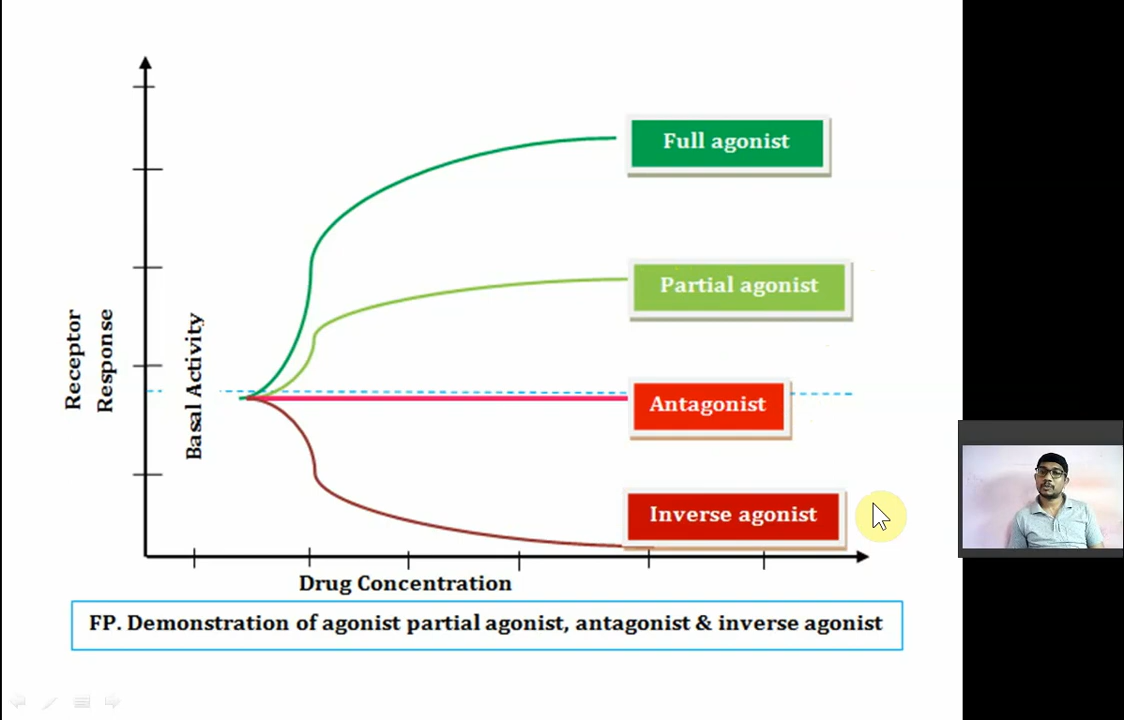 Full agonist
Partial agonist
Receptor
Response
Basal Activity
Antagonist
Inverse agonist
Drug Concentration
FP. Demonstration of agonist partial agonist, antagonist & inverse agonist